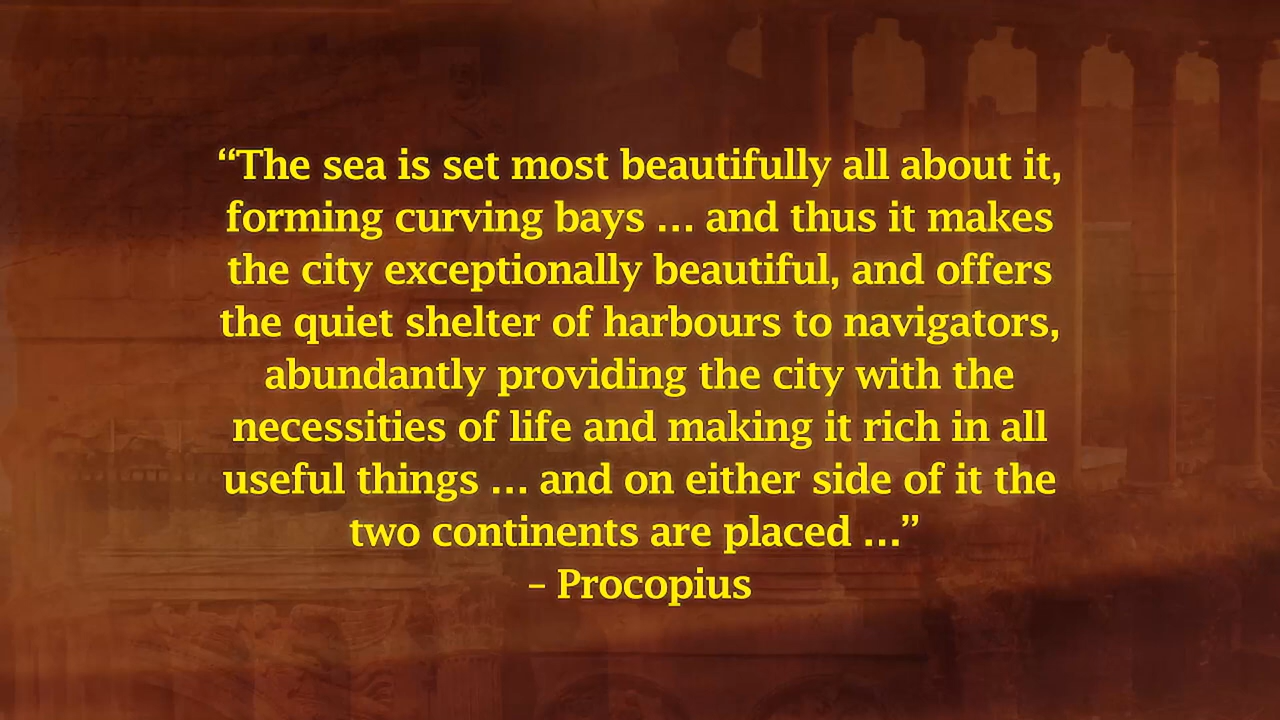 “The sea is set most beautifully all about it,
forming curving bays … and thus it makes
the city exceptionally beautiful, and offers
the quiet shelter of harbours to navigators,
abundantly providing the city with the
necessities of life and making it rich in all
useful things … and on either side of it the
two continents are placed …”
– Procopius